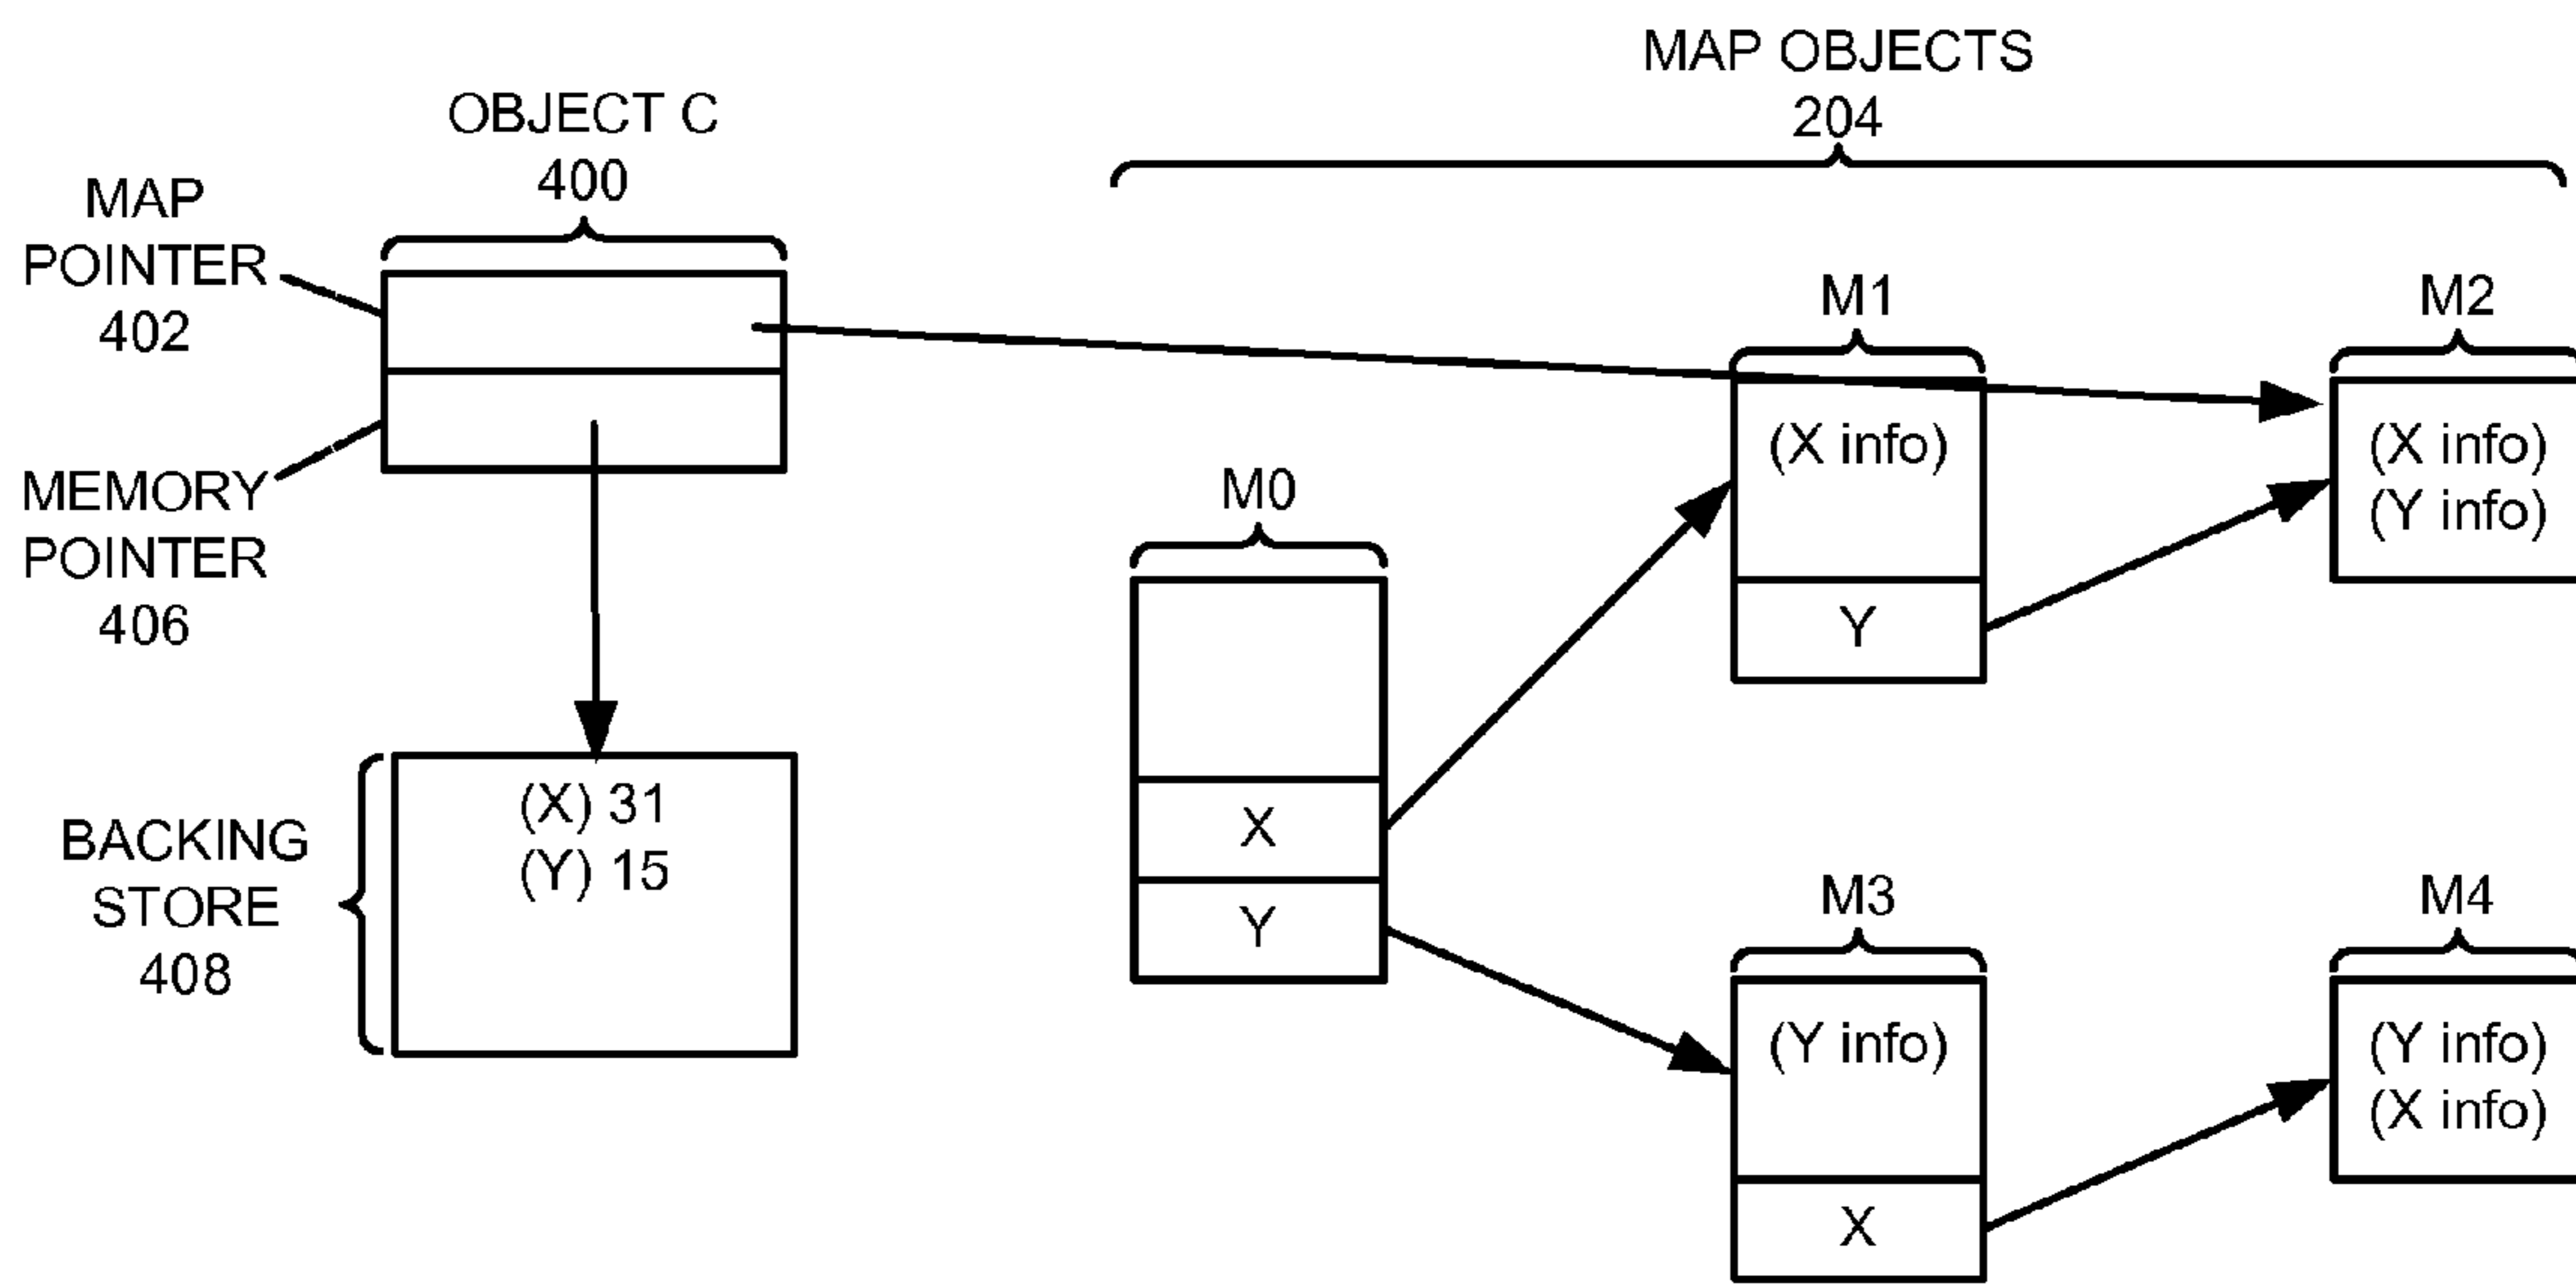 MAP OBJECTS
204
OBJECT C
400
MAP
POINTER
402
MEMORY
POINTER
406
BACKING
STORE
408
(X) 31
(Y) 15
M0
X
Y
M1
(X info)
Y
M2
(X info)
(Y info)
M3
(Y info)
X
M4
(Y info)
(X info)